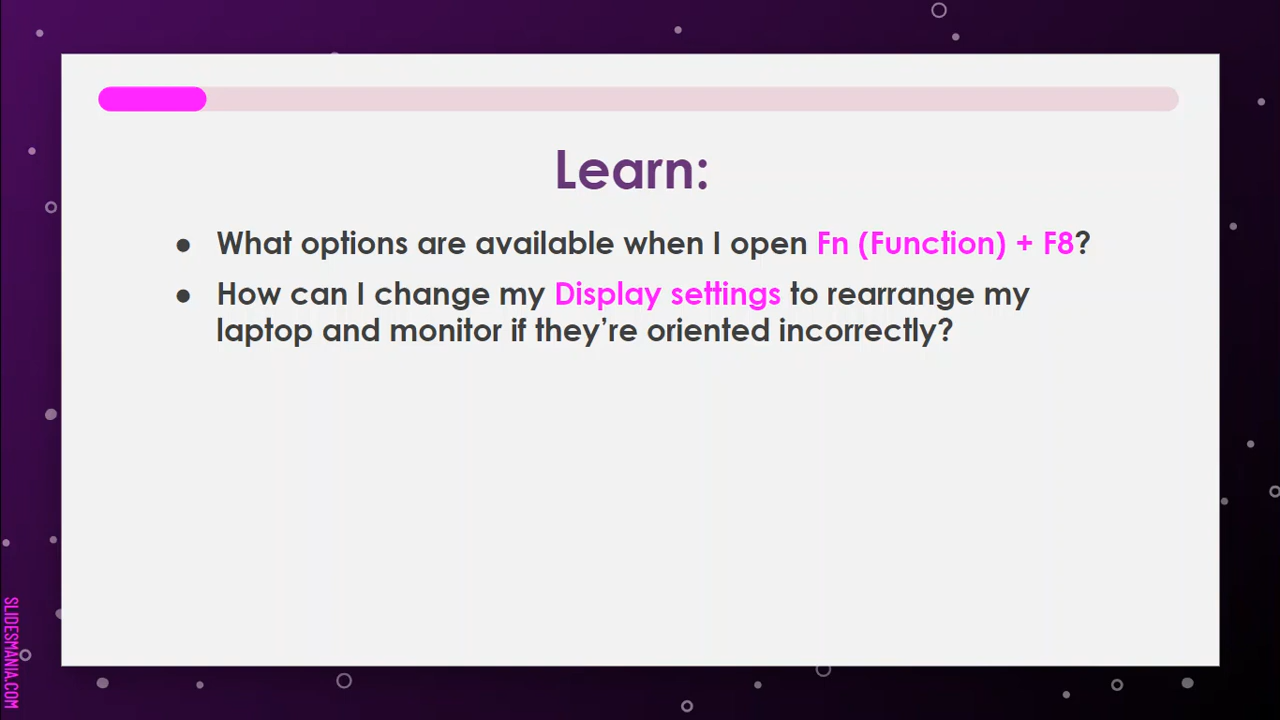 Learn:
● What options are available when I open Fn (Function) + F8?
● How can I change my Display settings to rearrange my
laptop and monitor if they’re oriented incorrectly?
SLIDESMANIA.COM